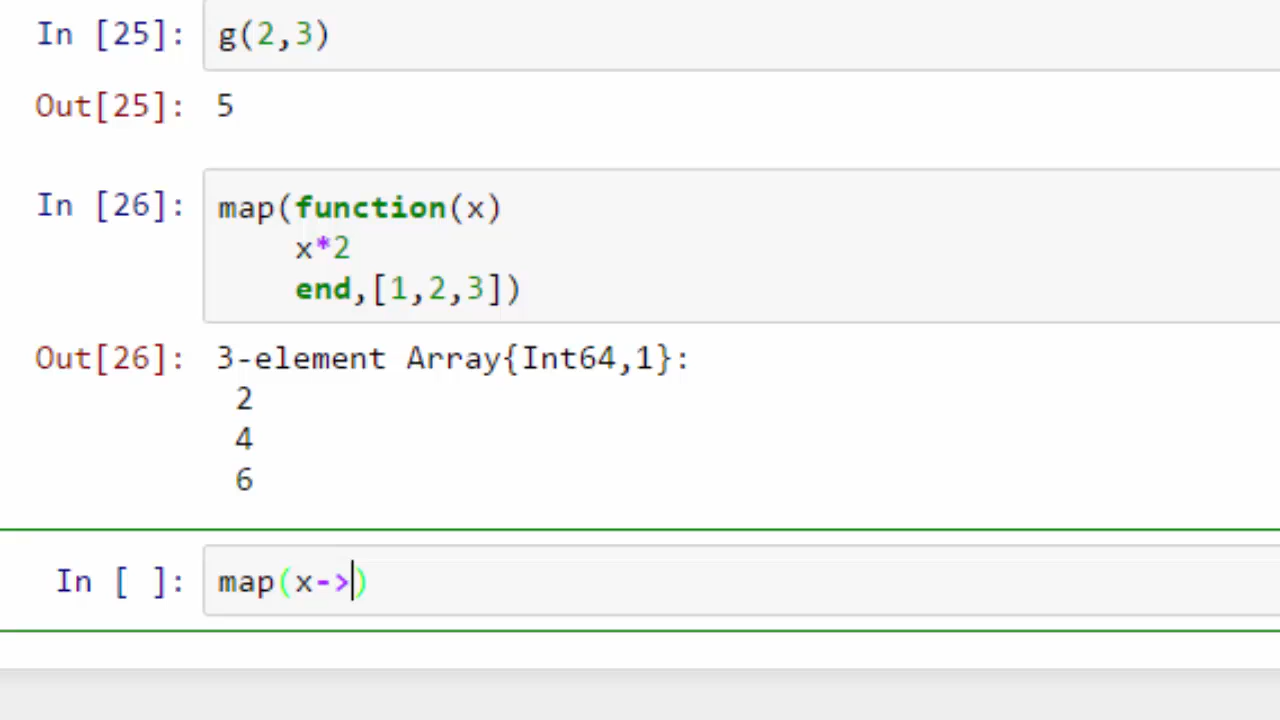 In [25]: g(2,3)
Out[25]: 5
In [26]: map(function(x)
x*2
end,[1,2,3])
Out[26]: 3-element Array{Int64,1}:
2
4
6
In [ ]: map(x->)